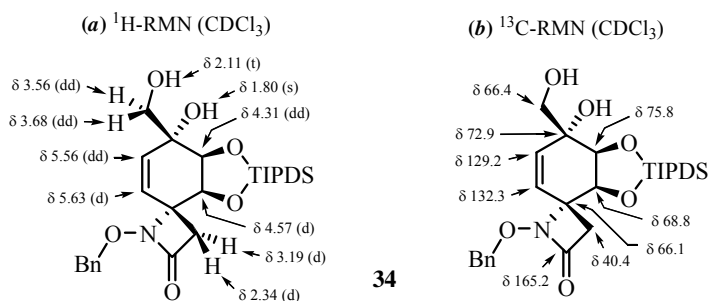 (a) ¹H-RMN (CDCl₃)
(b) ¹³C-RMN (CDCl₃)
OH
δ 2.11 (t)
δ 3.56 (dd)
H
δ 1.80 (s)
OH
δ 3.68 (dd)
H
δ 4.31 (dd)
δ 5.56 (dd)
O
TIPDS
O
δ 5.63 (d)
δ 4.57 (d)
O
N
H
δ 3.19 (d)
Bn
H
O
δ 2.34 (d)
34
OH
δ 66.4
OH
δ 75.8
δ 72.9
δ 129.2
O
TIPDS
O
δ 132.3
δ 68.8
O
N
δ 66.1
Bn
δ 40.4
δ 165.2
O